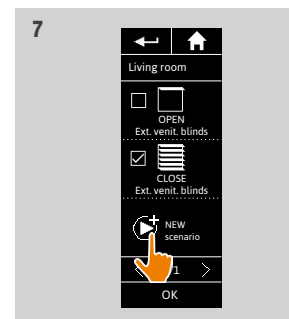 7
Living room
OPEN
Ext. venit. blinds
CLOSE
Ext. venit. blinds
NEW
scenario
1
OK